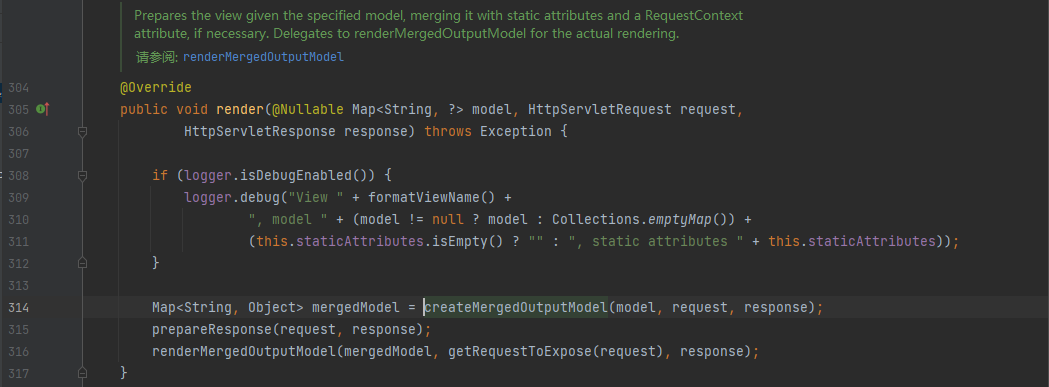 Prepares the view given the specified model, merging it with static attributes and a RequestContext
attribute, if necessary. Delegates to renderMergedOutputModel for the actual rendering.
请参阅: renderMergedOutputModel
304 @Override
305 public void render(@Nullable Map<String, ?> model, HttpServletRequest request,
306 HttpServletResponse response) throws Exception {
307
308 if (logger.isDebugEnabled()) {
309 logger.debug("View " + formatViewName() +
310 ", model " + (model != null ? model : Collections.emptyMap()) +
311 (this.staticAttributes.isEmpty() ? "" : ", static attributes " + this.staticAttributes));
312 }
313
314 Map<String, Object> mergedModel = createMergedOutputModel(model, request, response);
315 prepareResponse(request, response);
316 renderMergedOutputModel(mergedModel, getRequestToExpose(request), response);
317 }